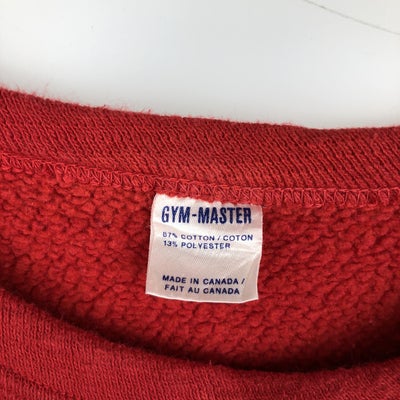 GYM-MASTER
87% COTTON / COTON
13% POLYESTER
MADE IN CANADA /
FAIT AU CANADA